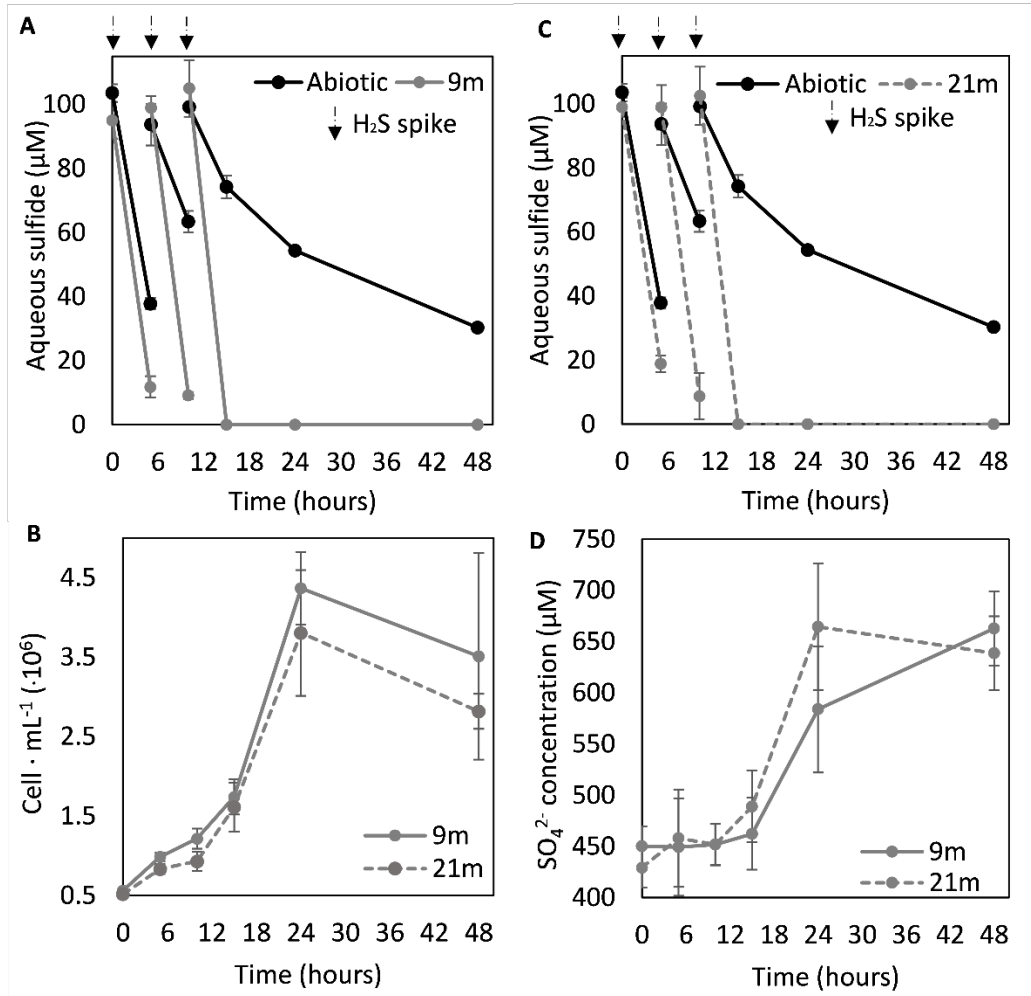 A
Abiotic 9m
H₂S spike
Aqueous sulfide (µM)
100
80
60
40
20
0
0 6 12 18 24 30 36 42 48
Time (hours)
C
Abiotic 21m
H₂S spike
Aqueous sulfide (µM)
100
80
60
40
20
0
0 6 12 18 24 30 36 42 48
Time (hours)
B
Cell · mL⁻¹ (·10⁶)
4.5
3.5
2.5
1.5
0.5
9m
21m
0 6 12 18 24 30 36 42 48
Time (hours)
D
SO₄²⁻ concentration (µM)
750
700
650
600
550
500
450
400
9m
21m
0 6 12 18 24 30 36 42 48
Time (hours)